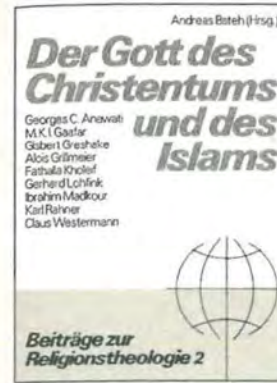 Andreas Bsteh (Hrsg.)
Der Gott des
Christentums
und des
Islams
Georges C. Anawati
M.K.I. Gaafar
Gisbert Greshake
Alois Grillmeier
Fathalla Kholeif
Gerhard Lohfink
Ibrahim Madkour
Karl Rahner
Claus Westermann
Beiträge zur
Religionstheologie 2